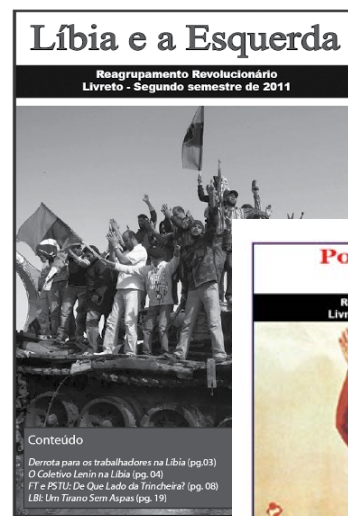 Líbia e a Esquerda
Reagrupamento Revolucionário
Livreto - Segundo semestre de 2011
Conteúdo
Derrota para os trabalhadores na Líbia (pg.03)
O Coletivo Lenin na Líbia (pg. 04)
FT e PSTU: De Que Lado da Trincheira? (pg. 08)
LBI: Um Tirano Sem Aspas (pg. 19)